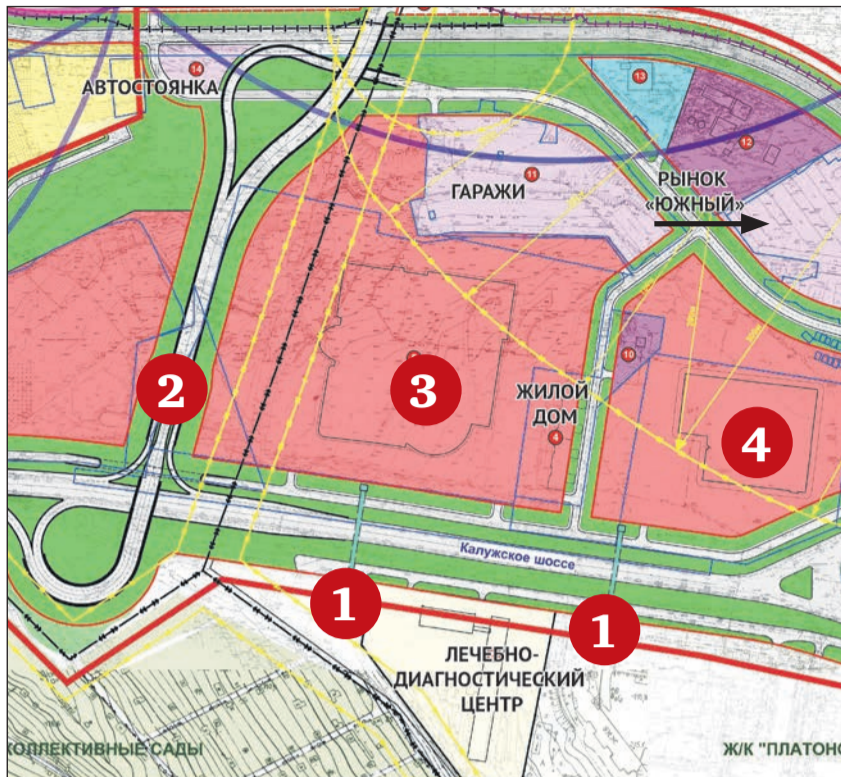 14
АВТОСТОЯНКА
13
12
11
ГАРАЖИ
РЫНОК
«ЮЖНЫЙ»
10
2
3
ЖИЛОЙ
ДОМ
4
4
Калужское шоссе
1
1
ЛЕЧЕБНО-
ДИАГНОСТИЧЕСКИЙ
ЦЕНТР
КОЛЛЕКТИВНЫЕ САДЫ
Ж/К "ПЛАТОНО